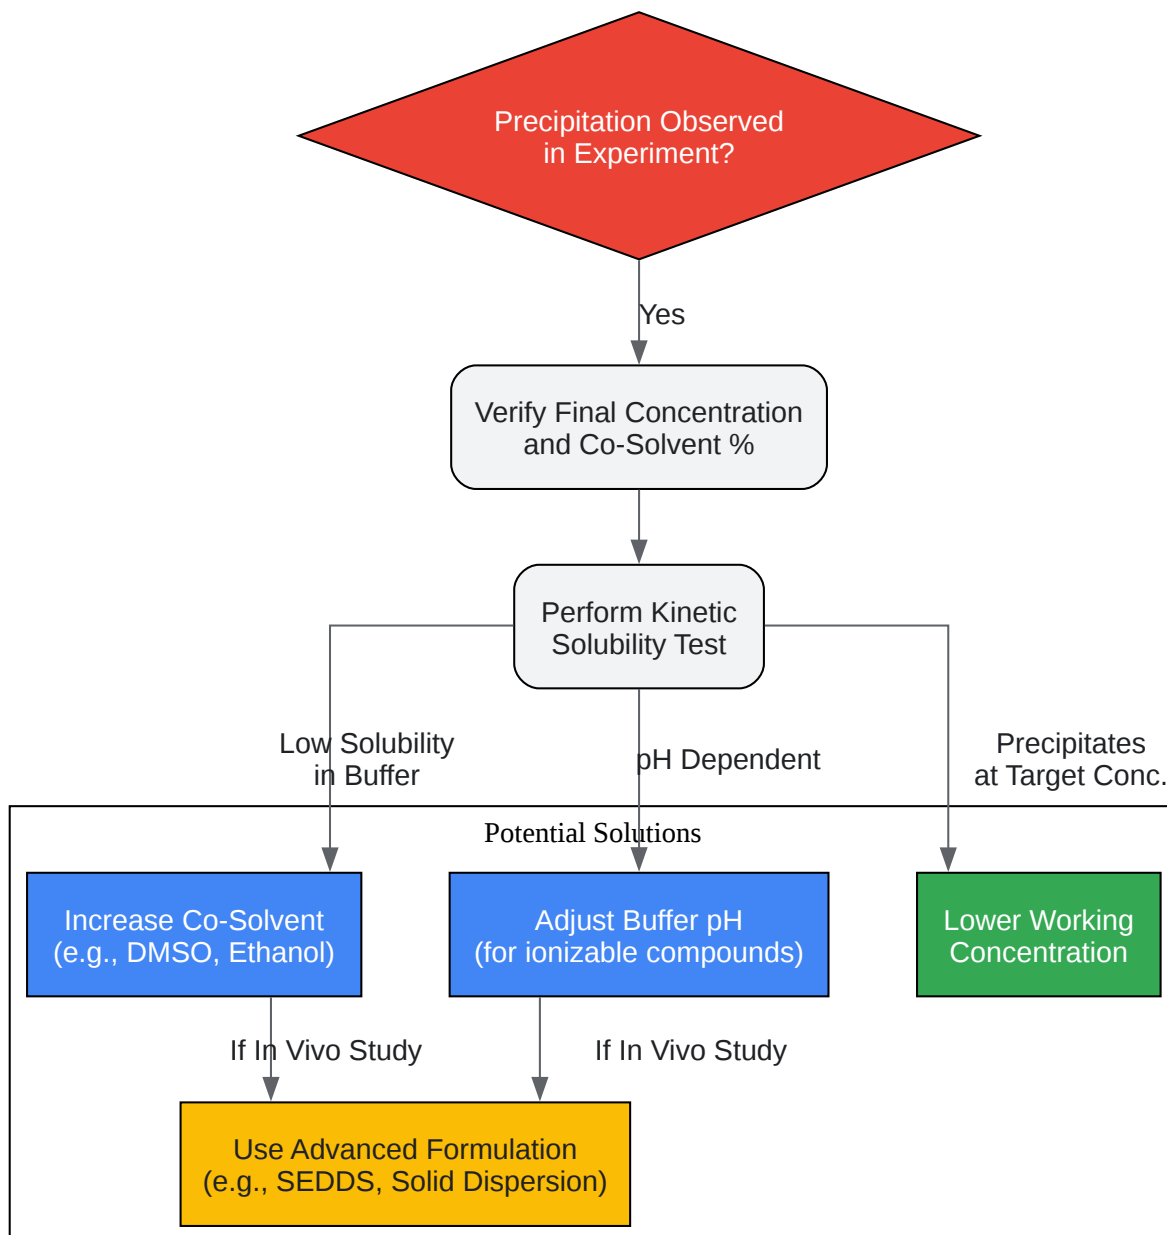 Precipitation Observed
in Experiment?
Yes
Verify Final Concentration
and Co-Solvent %
Perform Kinetic
Solubility Test
Low Solubility
in Buffer
pH Dependent
Precipitates
at Target Conc.
Potential Solutions
Increase Co-Solvent
(e.g., DMSO, Ethanol)
Adjust Buffer pH
(for ionizable compounds)
Lower Working
Concentration
If In Vivo Study
If In Vivo Study
Use Advanced Formulation
(e.g., SEDDS, Solid Dispersion)